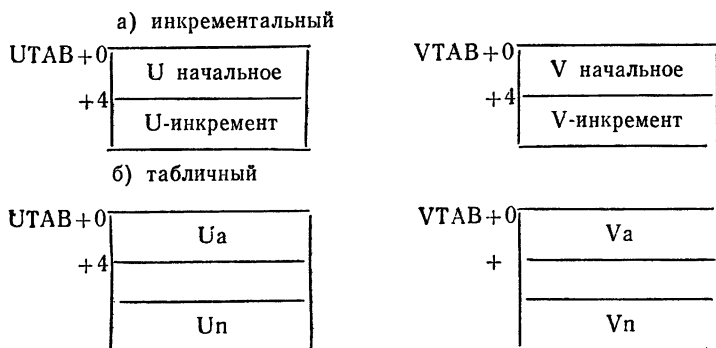 а) инкрементальный
UTAB+0 VTAB+0
U начальное V начальное
+4 +4
U-инкремент V-инкремент
б) табличный
UTAB+0 VTAB+0
Ua Va
+4 +
Un Vn